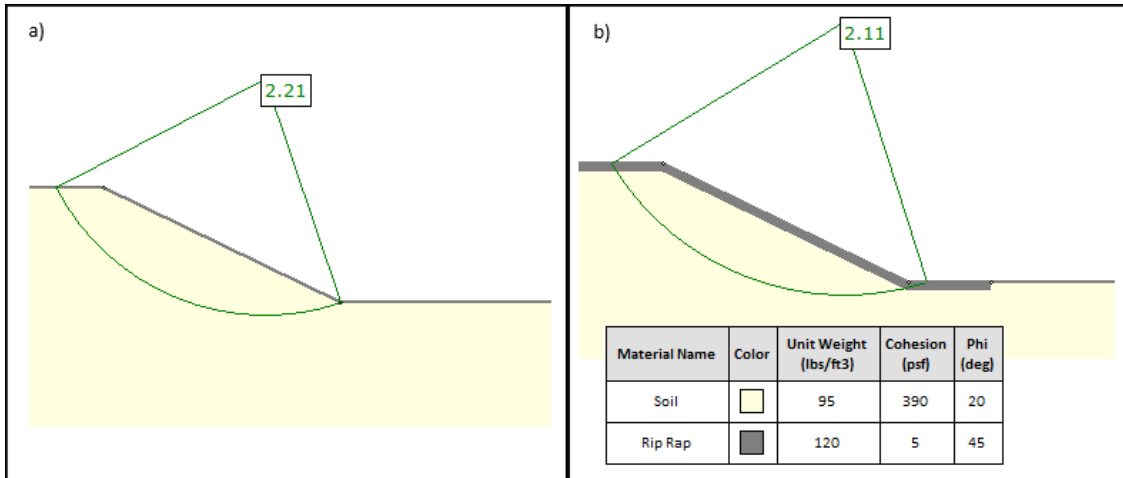 a)
2.21
b)
2.11
Material Name Color Unit Weight (lbs/ft3) Cohesion (psf) Phi (deg)
Soil 95 390 20
Rip Rap 120 5 45